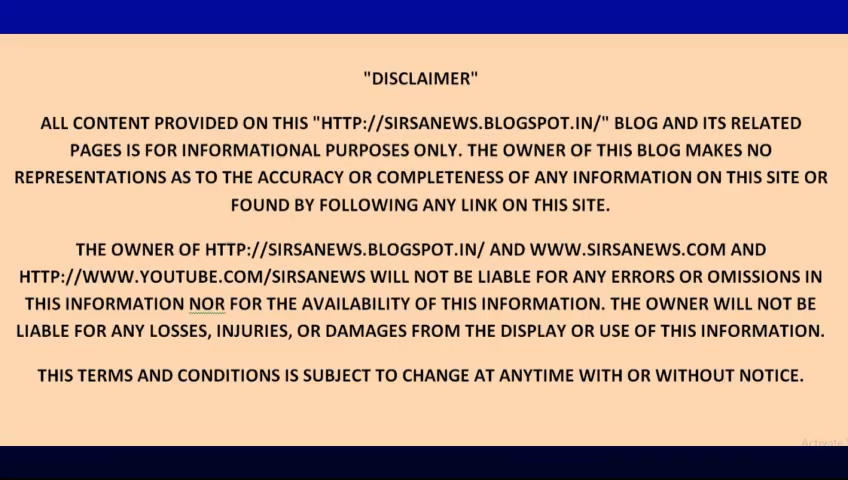 "DISCLAIMER"
ALL CONTENT PROVIDED ON THIS "HTTP://SIRSANEWS.BLOGSPOT.IN/" BLOG AND ITS RELATED
PAGES IS FOR INFORMATIONAL PURPOSES ONLY. THE OWNER OF THIS BLOG MAKES NO
REPRESENTATIONS AS TO THE ACCURACY OR COMPLETENESS OF ANY INFORMATION ON THIS SITE OR
FOUND BY FOLLOWING ANY LINK ON THIS SITE.
THE OWNER OF HTTP://SIRSANEWS.BLOGSPOT.IN/ AND WWW.SIRSANEWS.COM AND
HTTP://WWW.YOUTUBE.COM/SIRSANEWS WILL NOT BE LIABLE FOR ANY ERRORS OR OMISSIONS IN
THIS INFORMATION NOR FOR THE AVAILABILITY OF THIS INFORMATION. THE OWNER WILL NOT BE
LIABLE FOR ANY LOSSES, INJURIES, OR DAMAGES FROM THE DISPLAY OR USE OF THIS INFORMATION.
THIS TERMS AND CONDITIONS IS SUBJECT TO CHANGE AT ANYTIME WITH OR WITHOUT NOTICE.
Activate